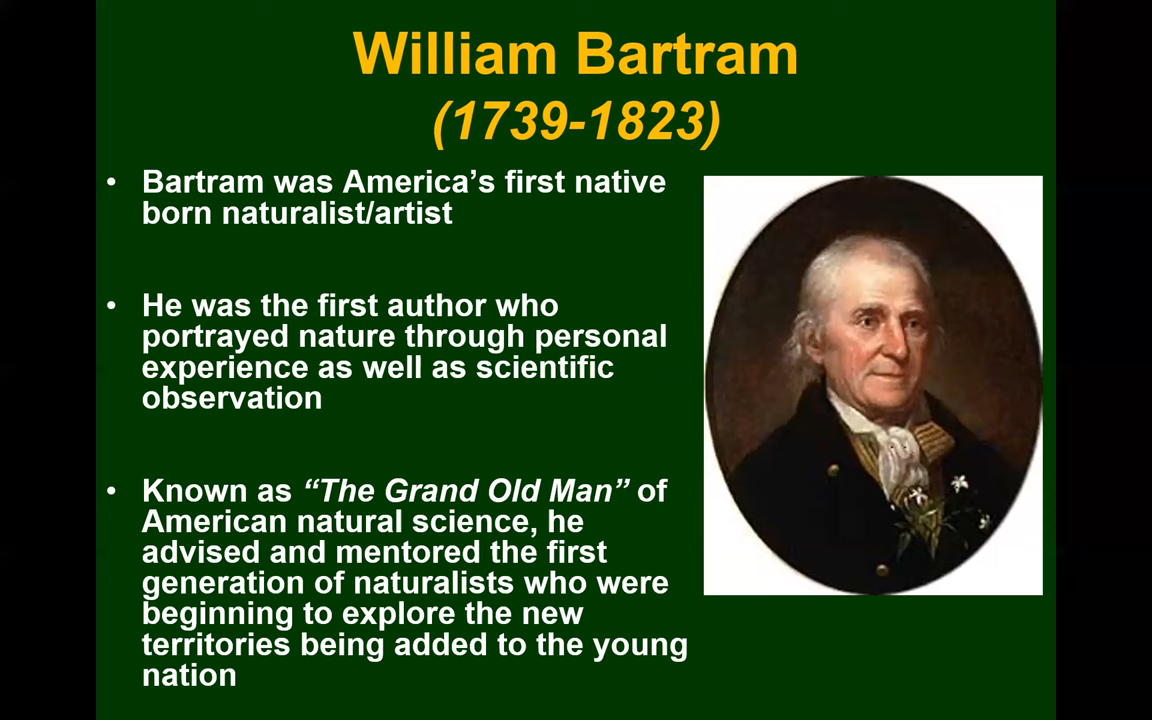 William Bartram
(1739-1823)
• Bartram was America’s first native
born naturalist/artist
• He was the first author who
portrayed nature through personal
experience as well as scientific
observation
• Known as “The Grand Old Man” of
American natural science, he
advised and mentored the first
generation of naturalists who were
beginning to explore the new
territories being added to the young
nation